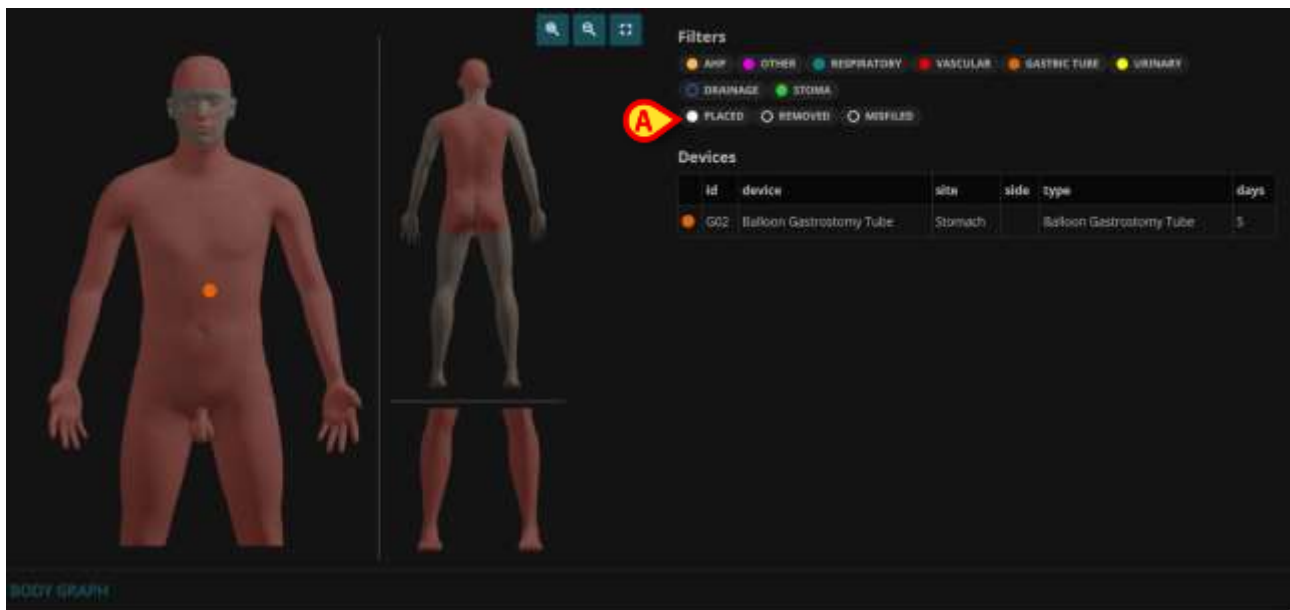 Filters
AHP OTHER RESPIRATORY VASCULAR GASTRIC TUBE URINARY
DRAINAGE STOMA
A PLACED REMOVED MISFILED
Devices
id device site side type days
G02 Balloon Gastrostomy Tube Stomach Balloon Gastrostomy Tube 5
BODY GRAPH